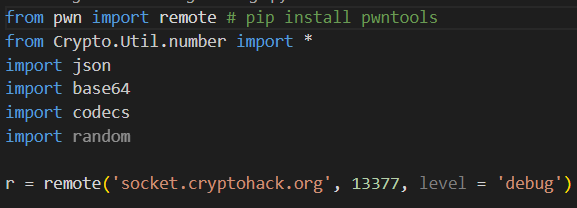 from pwn import remote # pip install pwntools
from Crypto.Util.number import *
import json
import base64
import codecs
import random
r = remote('socket.cryptohack.org', 13377, level = 'debug')